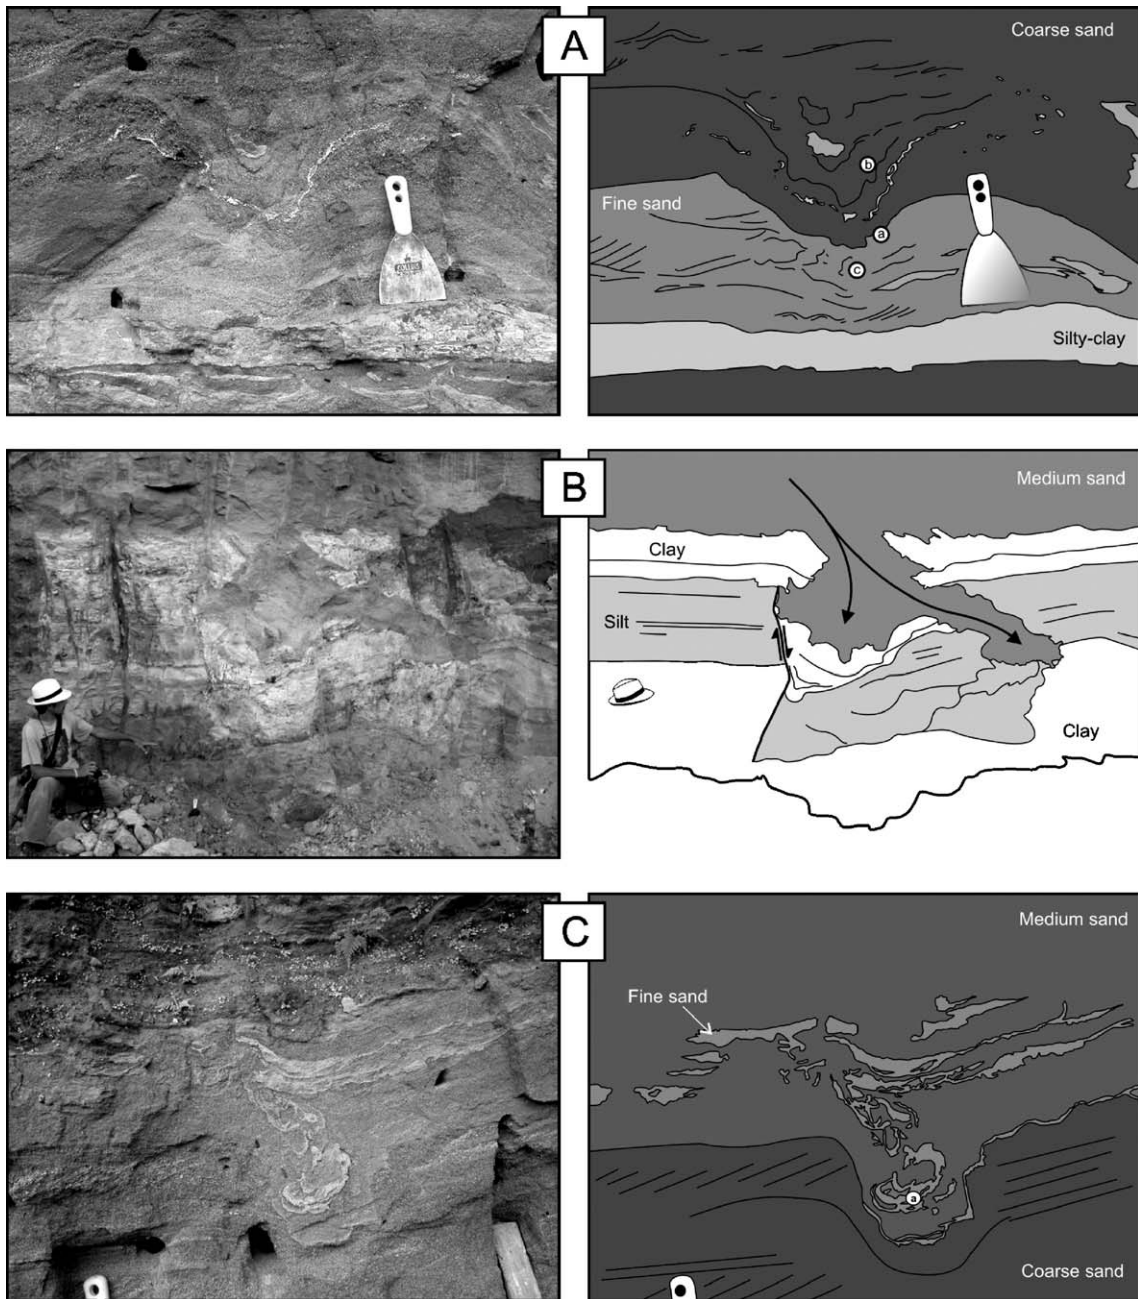 A
Coarse sand
b
Fine sand
a
c
Silty-clay
B
Medium sand
Clay
Silt
Clay
C
Medium sand
Fine sand
a
Coarse sand